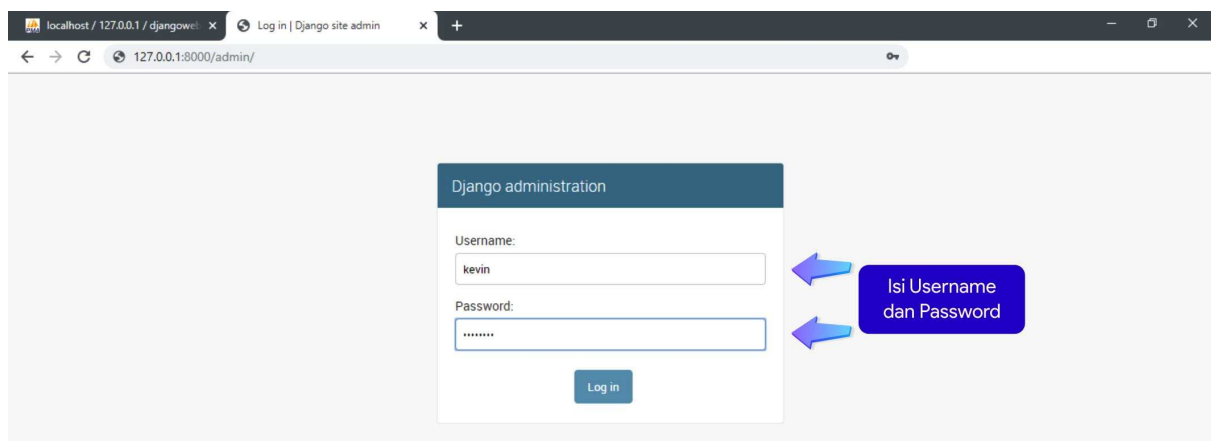 localhost / 127.0.0.1 / djangowe
Log in | Django site admin
127.0.0.1:8000/admin/
Django administration
Username:
kevin
Password:
........
Log in
Isi Username
dan Password